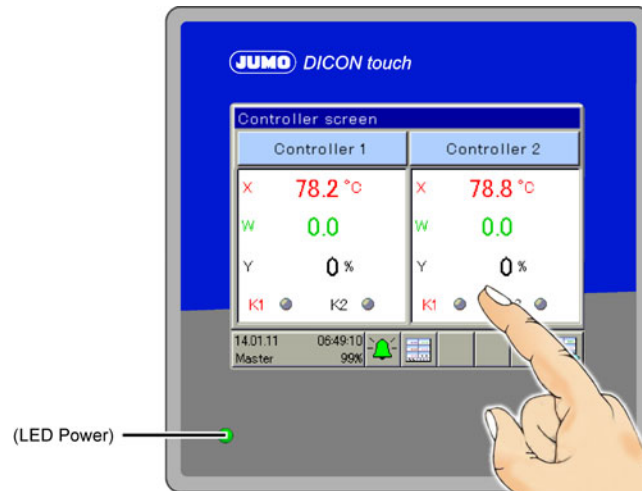 JUMO DICON touch
Controller screen
Controller 1 Controller 2
X 78.2 °C X 78.8 °C
W 0.0 W 0.0
Y 0 % Y 0 %
K1 K2 K1
14.01.11 06:49:10
Master 99%
(LED Power)